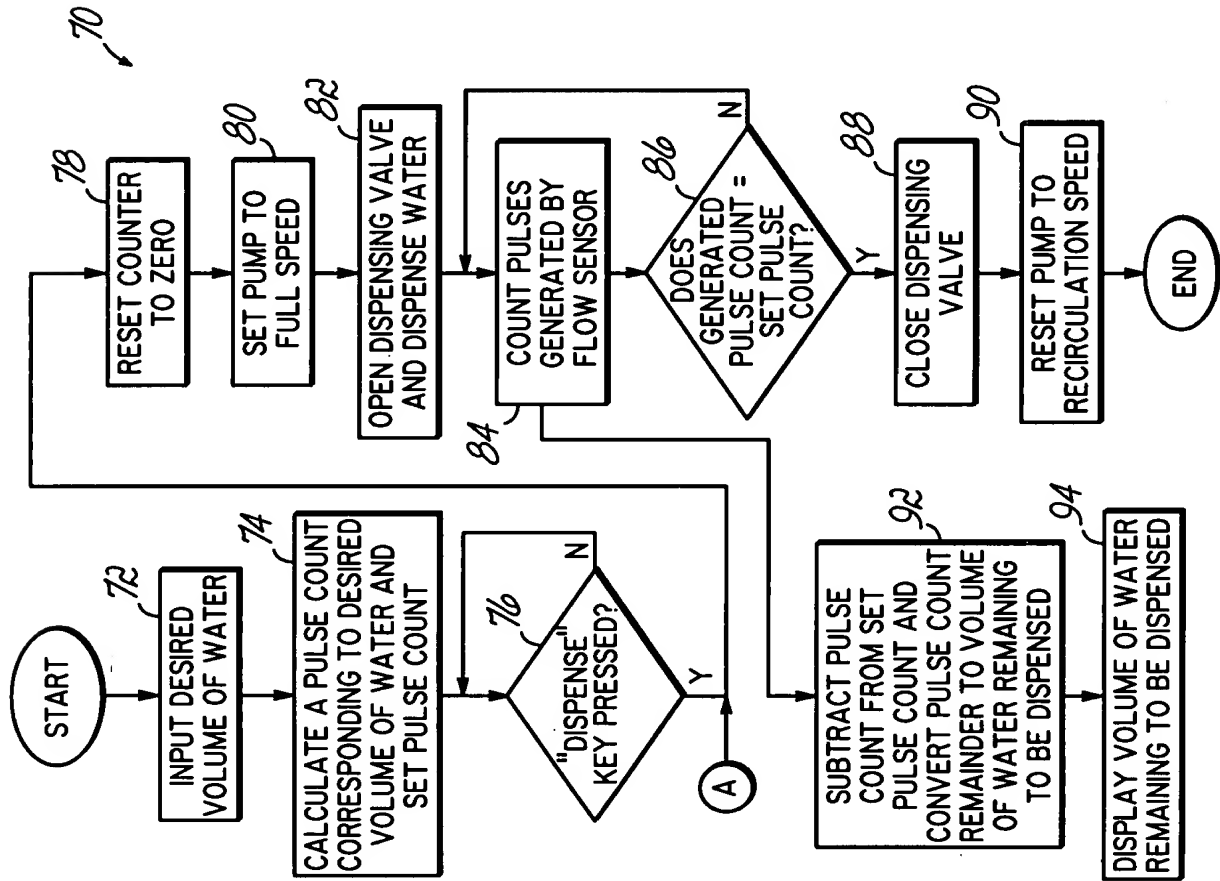 70
START
72
INPUT DESIRED
VOLUME OF WATER
74
CALCULATE A PULSE COUNT
CORRESPONDING TO DESIRED
VOLUME OF WATER AND
SET PULSE COUNT
76
"DISPENSE"
KEY PRESSED?
N
Y
A
78
RESET COUNTER
TO ZERO
80
SET PUMP TO
FULL SPEED
82
OPEN DISPENSING VALVE
AND DISPENSE WATER
84
COUNT PULSES
GENERATED BY
FLOW SENSOR
86
DOES
GENERATED
PULSE COUNT =
SET PULSE
COUNT?
N
Y
88
CLOSE DISPENSING
VALVE
90
RESET PUMP TO
RECIRCULATION SPEED
END
92
SUBTRACT PULSE
COUNT FROM SET
PULSE COUNT AND
CONVERT PULSE COUNT
REMAINDER TO VOLUME
OF WATER REMAINING
TO BE DISPENSED
94
DISPLAY VOLUME OF WATER
REMAINING TO BE DISPENSED